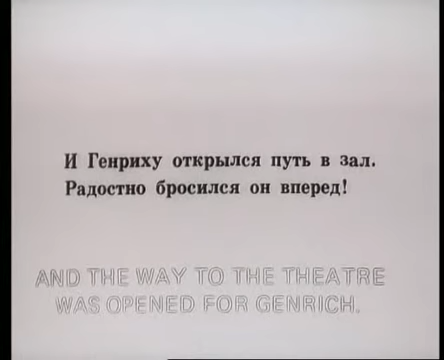 И Генриху открылся путь в зал.
Радостно бросился он вперед!
AND THE WAY TO THE THEATRE
WAS OPENED FOR GENRICH.